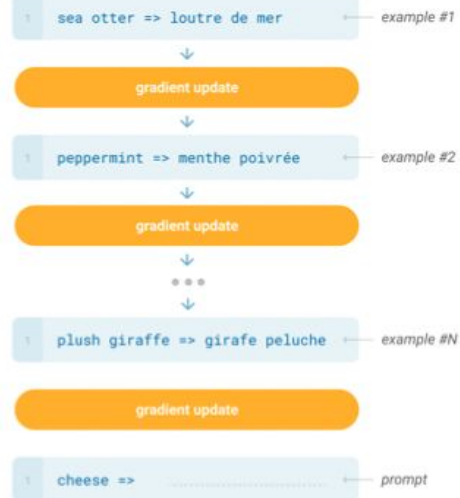 1 sea otter => loutre de mer example #1
gradient update
1 peppermint => menthe poivrée example #2
gradient update
1 plush giraffe => girafe peluche example #N
gradient update
1 cheese => prompt